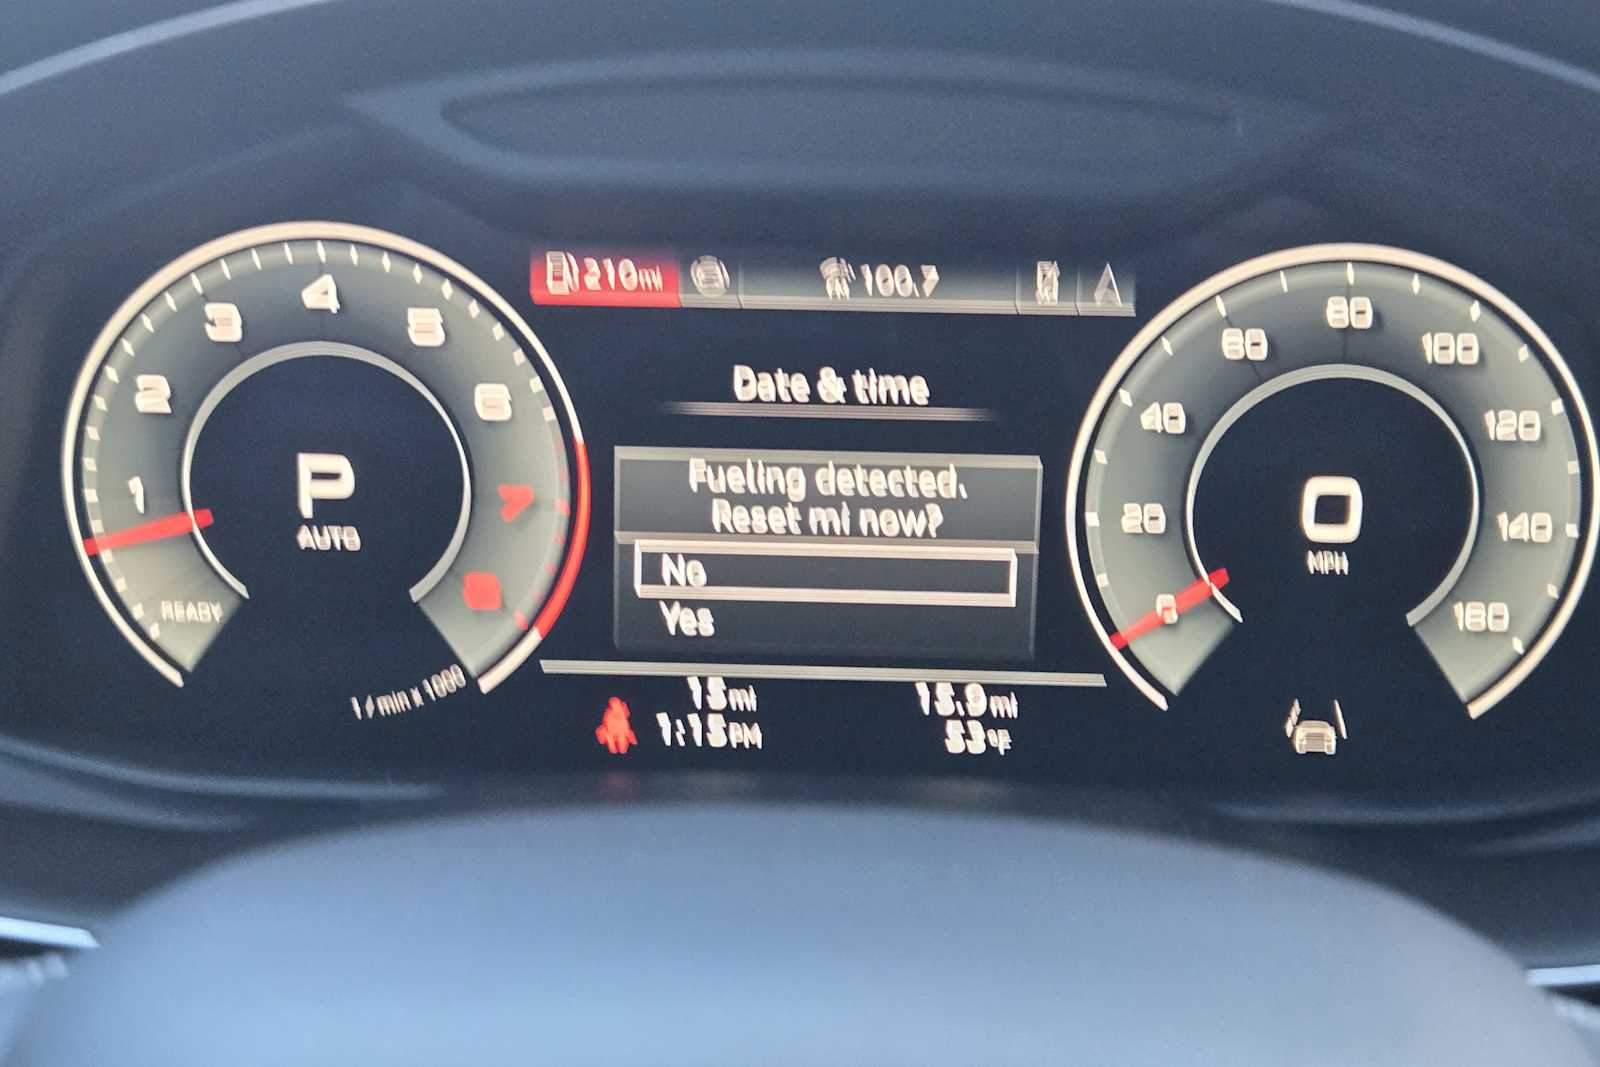 210mi
FM 100.7
A
Date & time
Fueling detected.
Reset mi now?
No
Yes
15mi
15.9mi
1:15PM
53°F
1
2
3
4
5
6
7
8
P
AUTO
READY
1/min x 1000
0
20
40
60
80
100
120
140
160
0
MPH